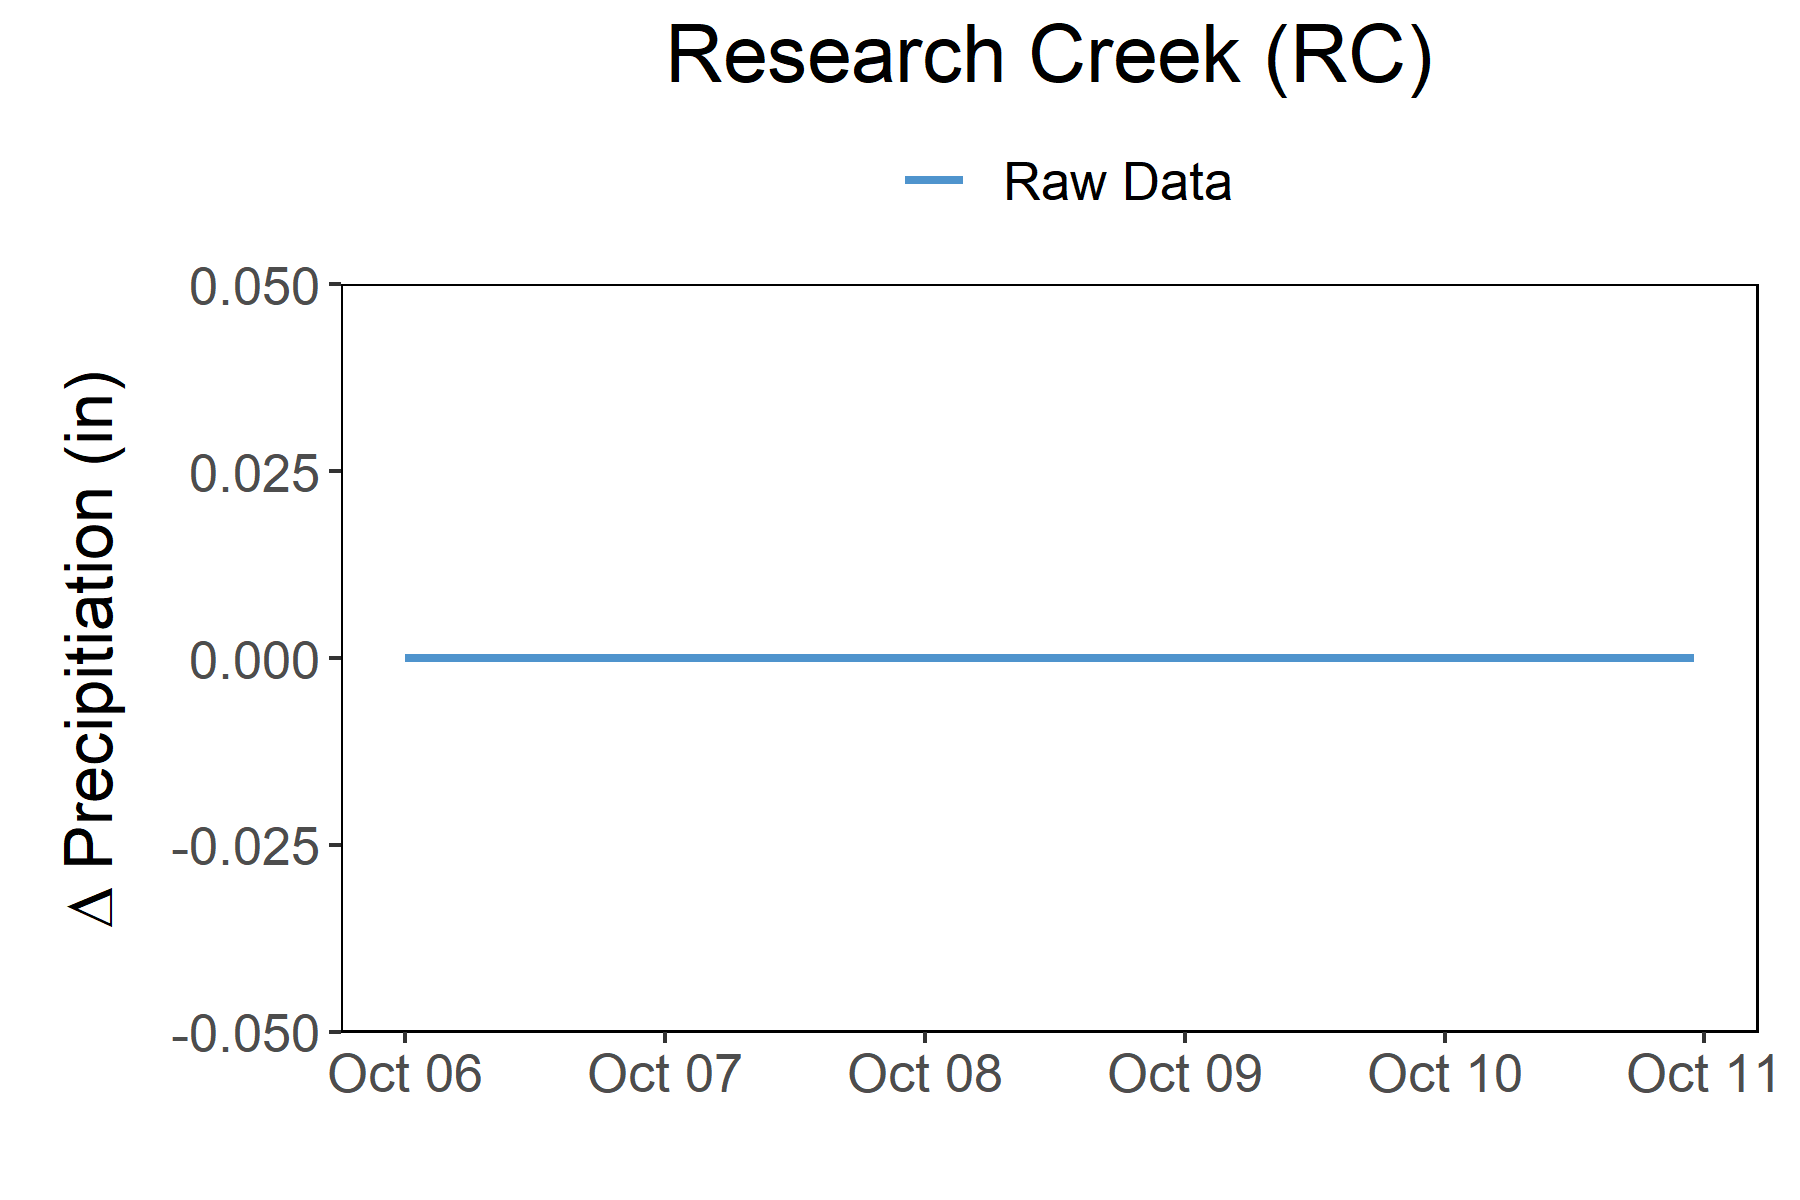 Research Creek (RC)
Raw Data
0.050
0.025
0.000
-0.025
-0.050
Δ Precipitiation (in)
Oct 06 Oct 07 Oct 08 Oct 09 Oct 10 Oct 11